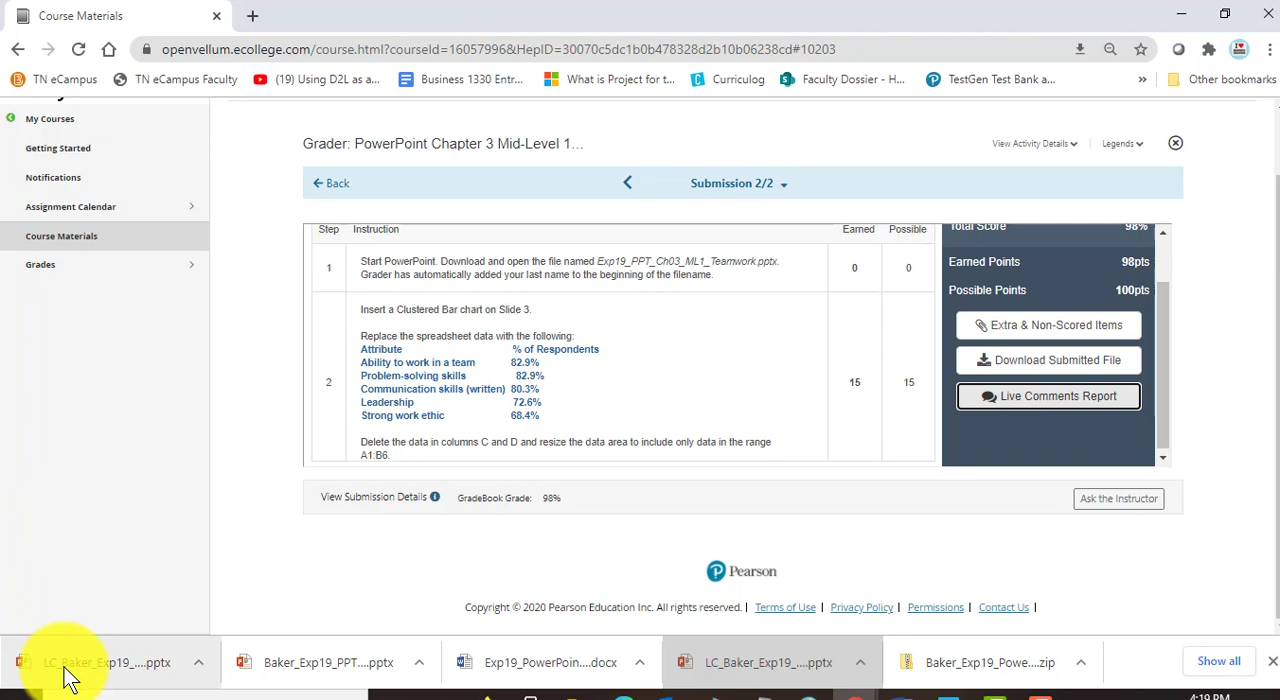 Course Materials
openvellum.ecollege.com/course.html?courseId=16057996&HepID=30070c5dc1b0b478328d2b10b06238cd#10203
TN eCampus
TN eCampus Faculty
(19) Using D2L as a...
Business 1330 Entr...
What is Project for t...
Curriculog
Faculty Dossier - H...
TestGen Test Bank a...
»
Other bookmarks
My Courses
Getting Started
Notifications
Assignment Calendar
Course Materials
Grades
Grader: PowerPoint Chapter 3 Mid-Level 1...
View Activity Details
Legends
Back
Submission 2/2
Step Instruction Earned Possible
1
Start PowerPoint. Download and open the file named Exp19_PPT_Ch03_ML1_Teamwork.pptx.
Grader has automatically added your last name to the beginning of the filename.
0 0
2
Insert a Clustered Bar chart on Slide 3.
Replace the spreadsheet data with the following:
Attribute % of Respondents
Ability to work in a team 82.9%
Problem-solving skills 82.9%
Communication skills (written) 80.3%
Leadership 72.6%
Strong work ethic 68.4%
Delete the data in columns C and D and resize the data area to include only data in the range
A1:B6.
15 15
Total Score 98%
Earned Points 98pts
Possible Points 100pts
Extra & Non-Scored Items
Download Submitted File
Live Comments Report
View Submission Details
GradeBook Grade: 98%
Ask the Instructor
Pearson
Copyright © 2020 Pearson Education Inc. All rights reserved. | Terms of Use | Privacy Policy | Permissions | Contact Us |
LC_Baker_Exp19_....pptx
Baker_Exp19_PPT....pptx
Exp19_PowerPoin....docx
LC_Baker_Exp19_....pptx
Baker_Exp19_Powe....zip
Show all
4:19 PM